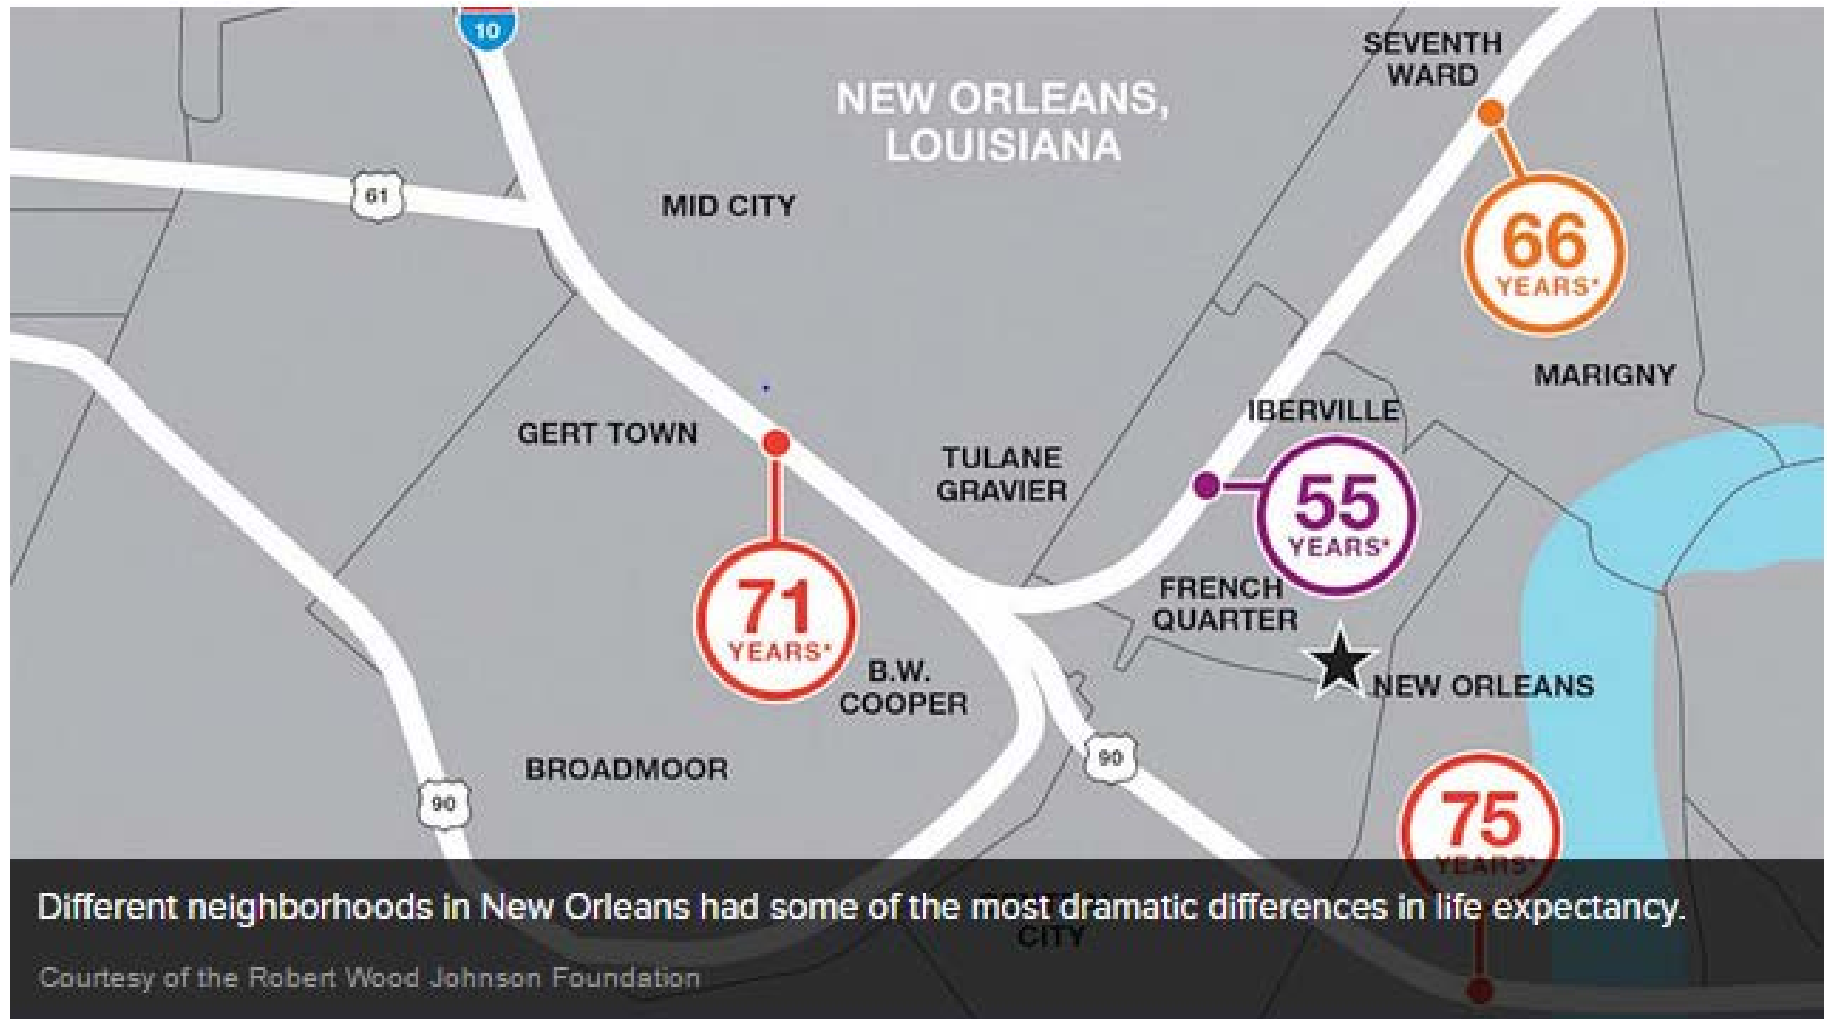 10
SEVENTH
WARD
NEW ORLEANS,
LOUISIANA
61
MID CITY
66
YEARS*
MARIGNY
IBERVILLE
GERT TOWN
TULANE
GRAVIER
55
YEARS*
71
YEARS*
FRENCH
QUARTER
B.W.
COOPER
NEW ORLEANS
90
BROADMOOR
90
75
YEARS*
Different neighborhoods in New Orleans had some of the most dramatic differences in life expectancy.
CITY
Courtesy of the Robert Wood Johnson Foundation